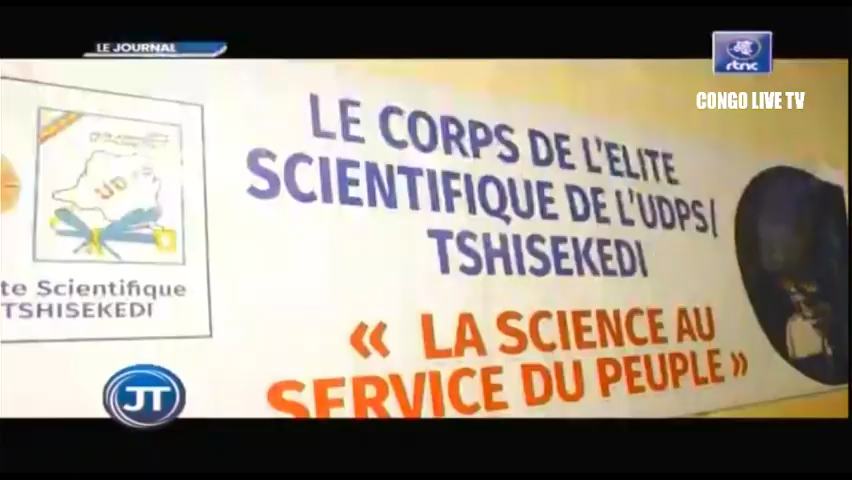 LE JOURNAL
rtnc
CONGO LIVE TV
LE CORPS DE L'ELITE
SCIENTIFIQUE DE L'UDPS/
TSHISEKEDI
« LA SCIENCE AU
SERVICE DU PEUPLE »
UDPS
te Scientifique
TSHISEKEDI
JT